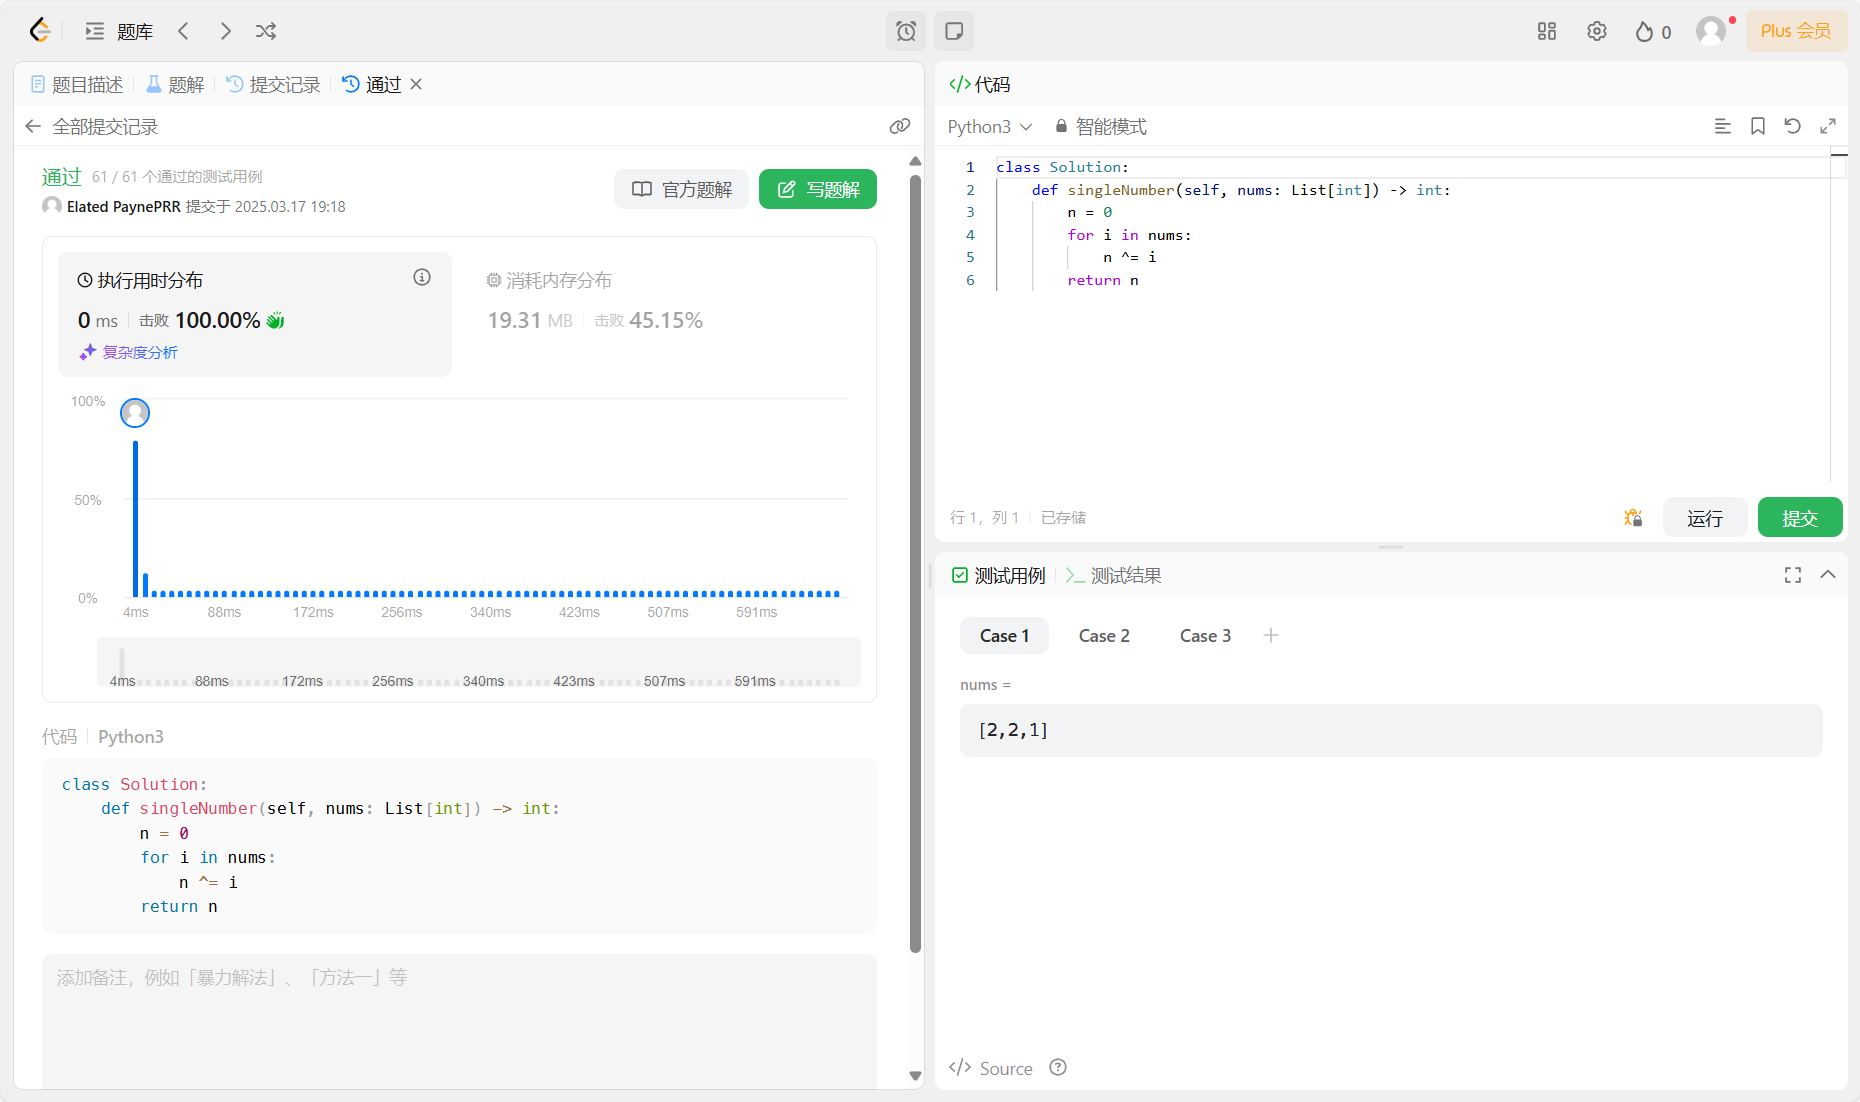 题库
0
Plus 会员
题目描述
题解
提交记录
通过
全部提交记录
通过 61 / 61 个通过的测试用例
Elated PaynePRR 提交于 2025.03.17 19:18
官方题解
写题解
执行用时分布
0 ms 击败 100.00%
复杂度分析
消耗内存分布
19.31 MB 击败 45.15%
100%
50%
0%
4ms 88ms 172ms 256ms 340ms 423ms 507ms 591ms
4ms 88ms 172ms 256ms 340ms 423ms 507ms 591ms
代码 Python3
class Solution:
    def singleNumber(self, nums: List[int]) -> int:
        n = 0
        for i in nums:
            n ^= i
        return n
添加备注，例如「暴力解法」、「方法一」等
</>代码
Python3 智能模式
1 class Solution:
2     def singleNumber(self, nums: List[int]) -> int:
3         n = 0
4         for i in nums:
5             n ^= i
6         return n
行 1，列 1 已存储
运行
提交
测试用例
>_ 测试结果
Case 1
Case 2
Case 3
+
nums =
[2,2,1]
</> Source